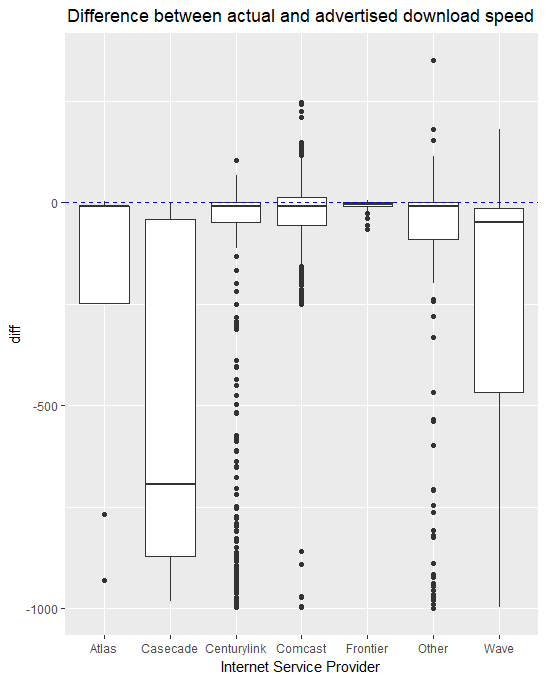 Difference between actual and advertised download speed
diff
0
-500
-1000
Atlas Casecade Centurylink Comcast Frontier Other Wave
Internet Service Provider